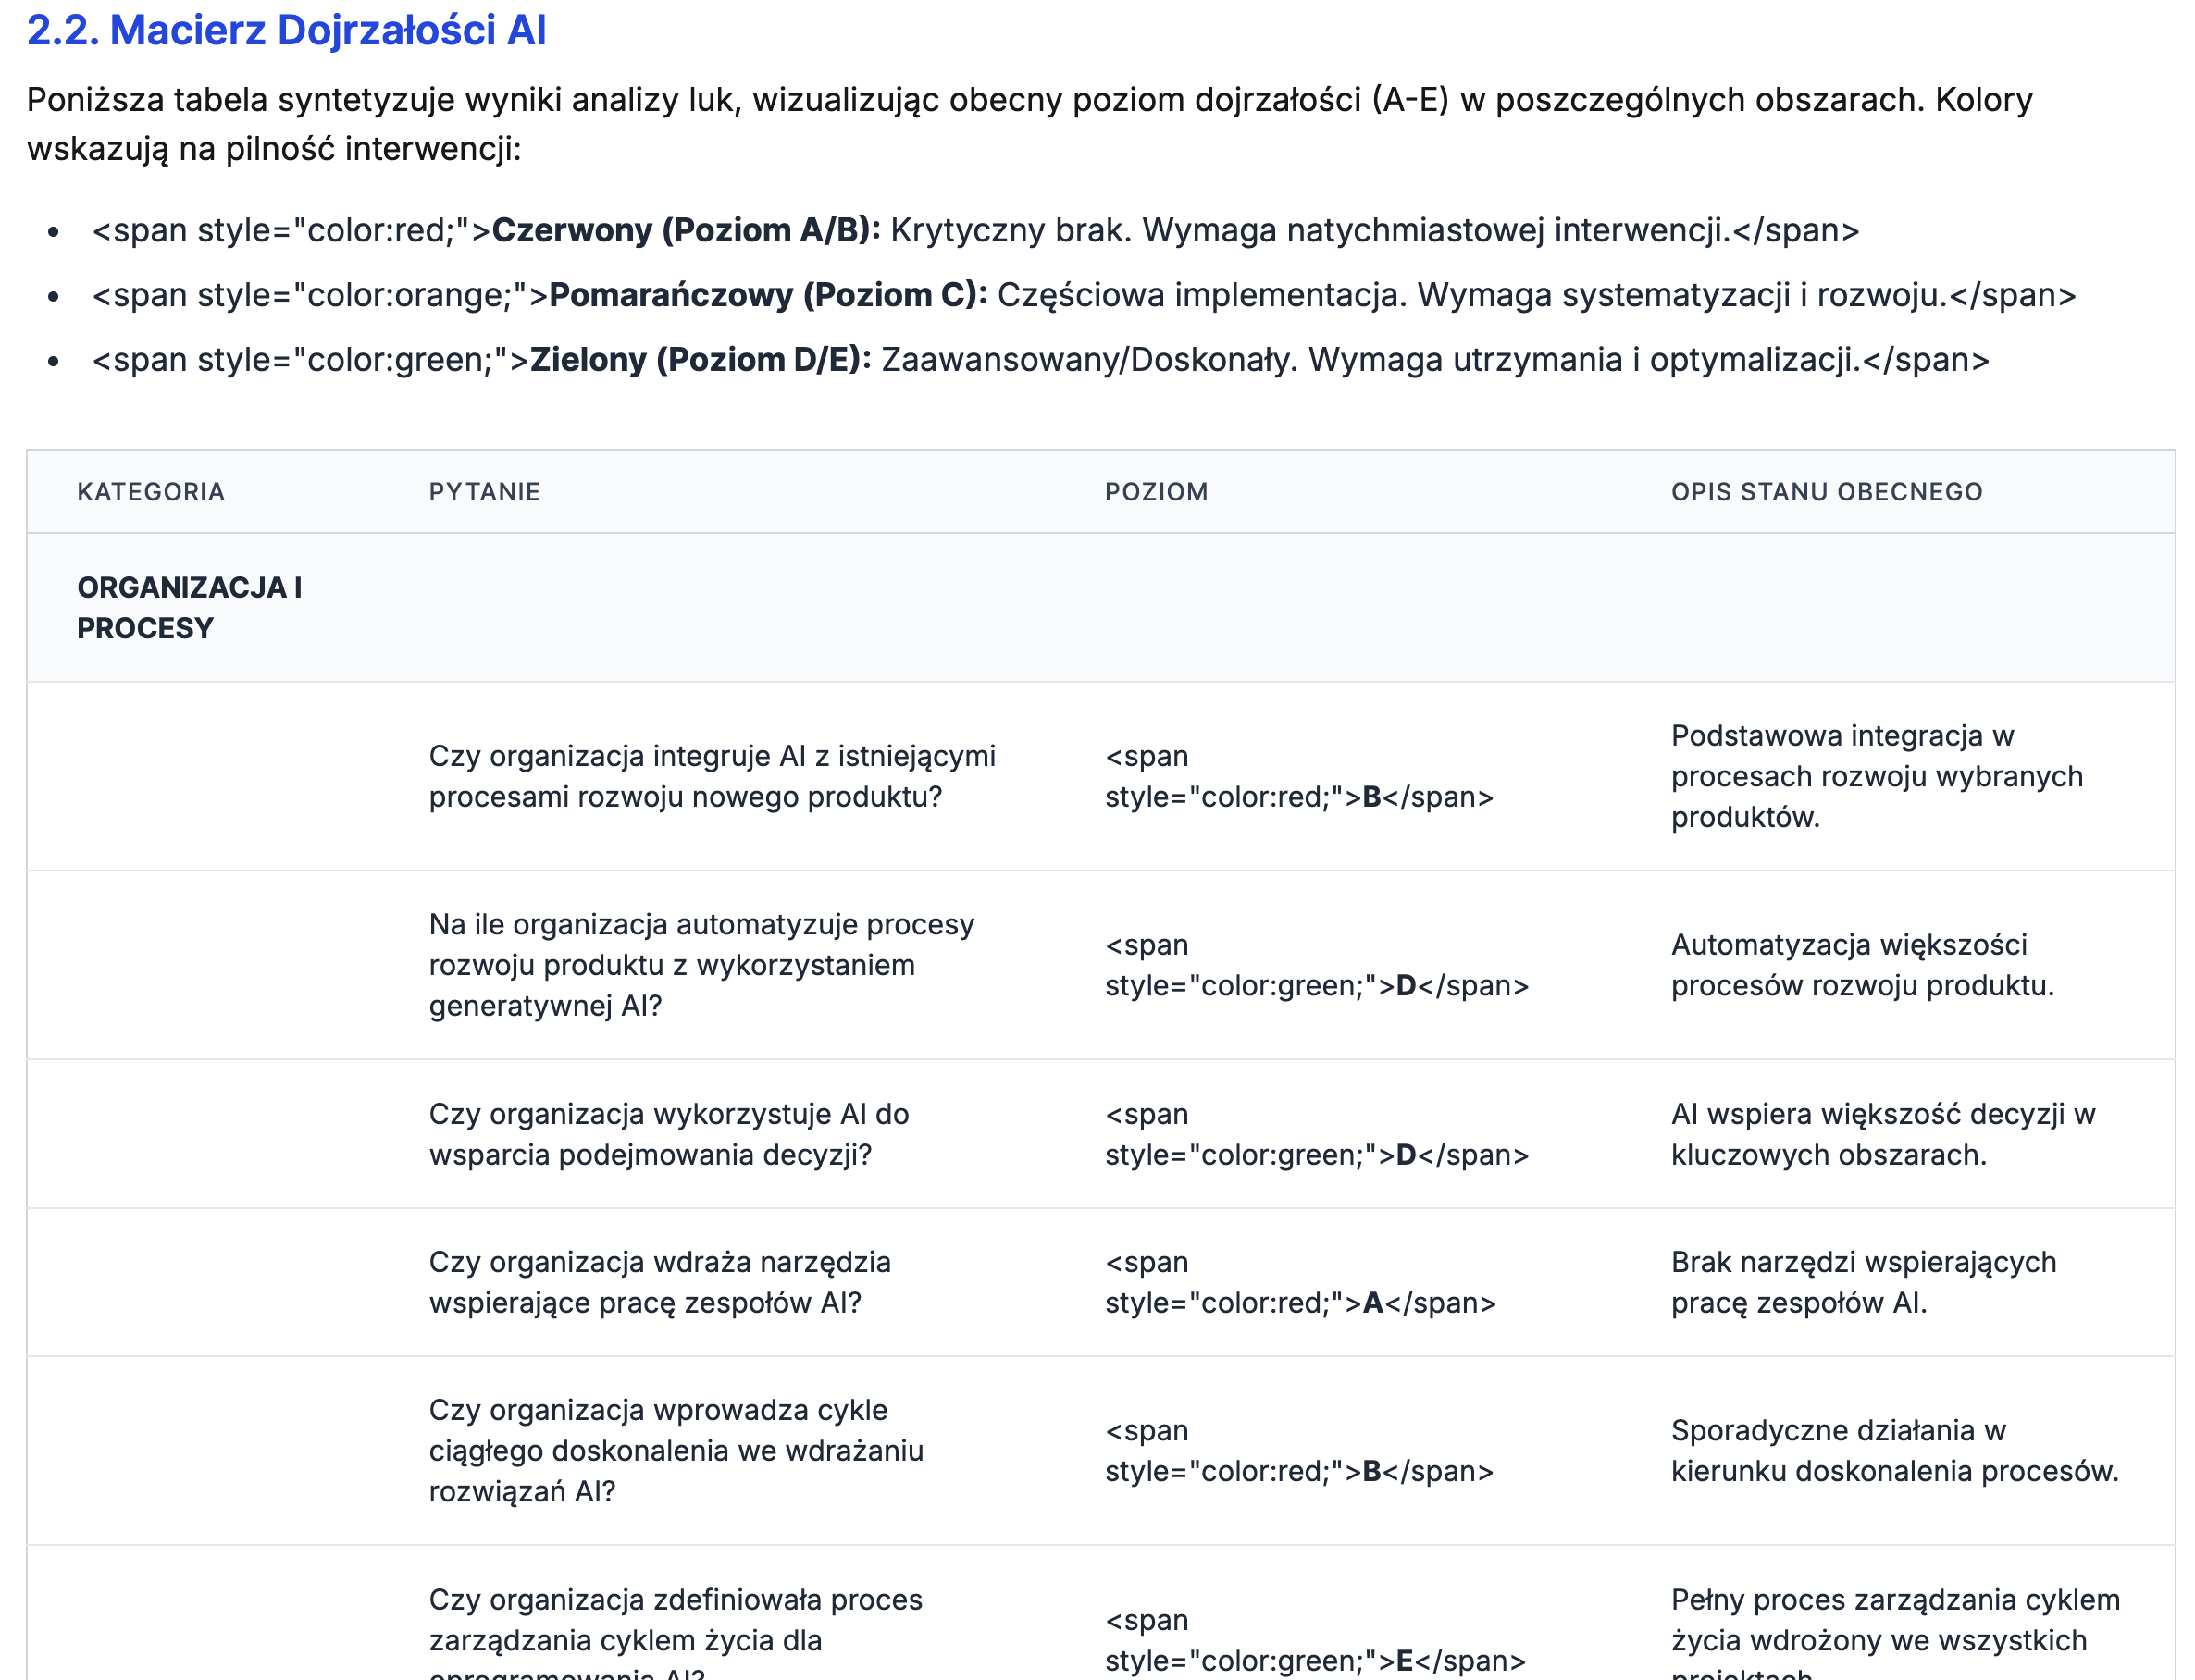 2.2. Macierz Dojrzałości AI
Poniższa tabela syntetyzuje wyniki analizy luk, wizualizując obecny poziom dojrzałości (A-E) w poszczególnych obszarach. Kolory
wskazują na pilność interwencji:
• <span style="color:red;">Czerwony (Poziom A/B): Krytyczny brak. Wymaga natychmiastowej interwencji.</span>
• <span style="color:orange;">Pomarańczowy (Poziom C): Częściowa implementacja. Wymaga systematyzacji i rozwoju.</span>
• <span style="color:green;">Zielony (Poziom D/E): Zaawansowany/Doskonały. Wymaga utrzymania i optymalizacji.</span>
KATEGORIA PYTANIE POZIOM OPIS STANU OBECNEGO
ORGANIZACJA I
PROCESY
Czy organizacja integruje AI z istniejącymi
procesami rozwoju nowego produktu?
<span
style="color:red;">B</span>
Podstawowa integracja w
procesach rozwoju wybranych
produktów.
Na ile organizacja automatyzuje procesy
rozwoju produktu z wykorzystaniem
generatywnej AI?
<span
style="color:green;">D</span>
Automatyzacja większości
procesów rozwoju produktu.
Czy organizacja wykorzystuje AI do
wsparcia podejmowania decyzji?
<span
style="color:green;">D</span>
AI wspiera większość decyzji w
kluczowych obszarach.
Czy organizacja wdraża narzędzia
wspierające pracę zespołów AI?
<span
style="color:red;">A</span>
Brak narzędzi wspierających
pracę zespołów AI.
Czy organizacja wprowadza cykle
ciągłego doskonalenia we wdrażaniu
rozwiązań AI?
<span
style="color:red;">B</span>
Sporadyczne działania w
kierunku doskonalenia procesów.
Czy organizacja zdefiniowała proces
zarządzania cyklem życia dla
oprogramowania AI?
<span
style="color:green;">E</span>
Pełny proces zarządzania cyklem
życia wdrożony we wszystkich
projektach.